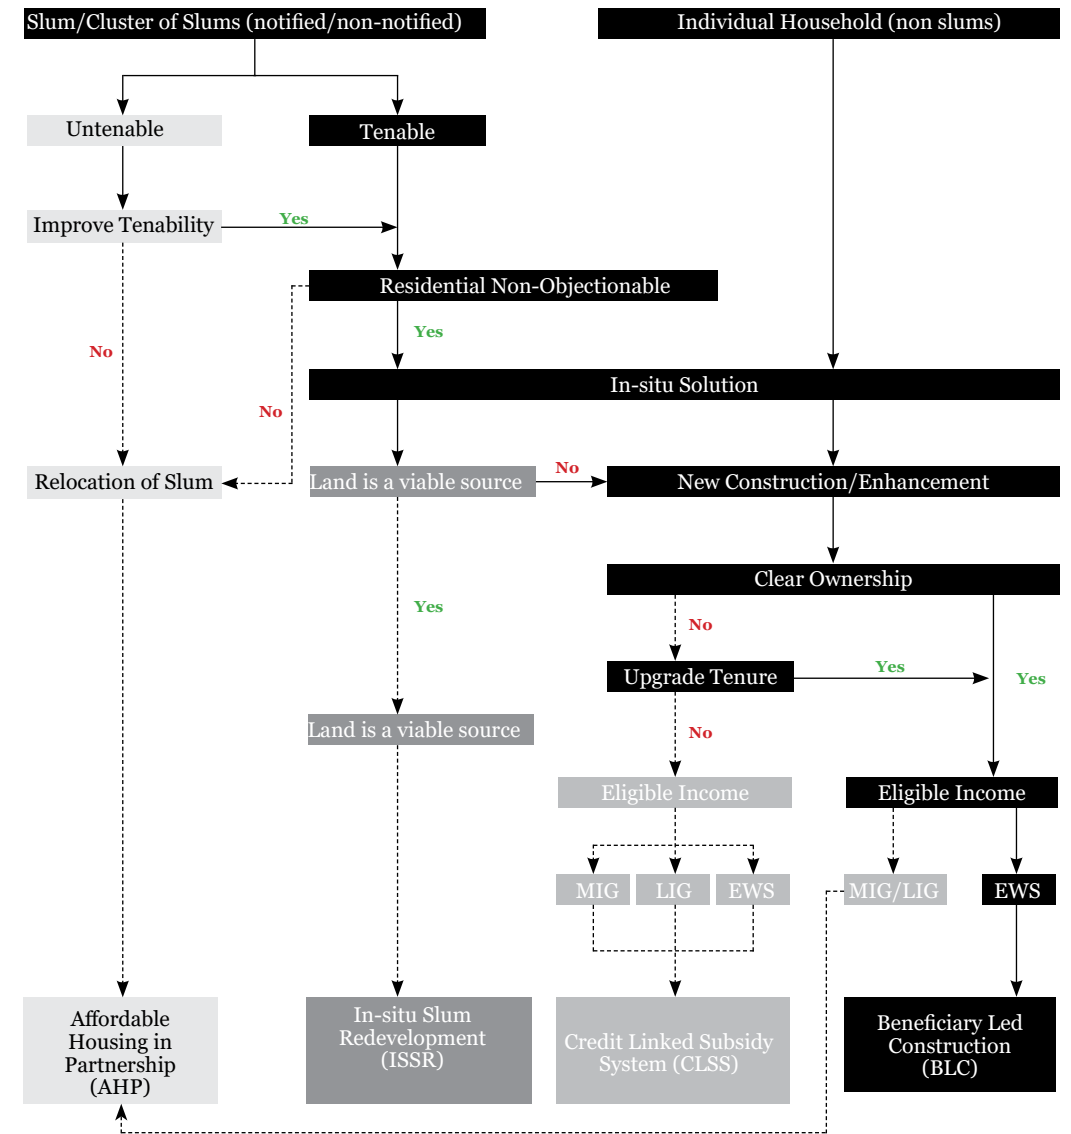 Slum/Cluster of Slums (notified/non-notified)
Individual Household (non slums)
Untenable
Tenable
Improve Tenability
Yes
Residential Non-Objectionable
Yes
No
In-situ Solution
No
Relocation of Slum
Land is a viable source
No
New Construction/Enhancement
Clear Ownership
Yes
No
Upgrade Tenure
Yes
Yes
Land is a viable source
No
Eligible Income
Eligible Income
MIG
LIG
EWS
MIG/LIG
EWS
Affordable
Housing in
Partnership
(AHP)
In-situ Slum
Redevelopment
(ISSR)
Credit Linked Subsidy
System (CLSS)
Beneficiary Led
Construction
(BLC)